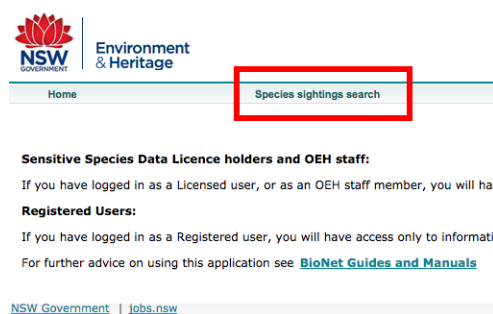 NSW
GOVERNMENT
Environment
& Heritage
Home Species sightings search
Sensitive Species Data Licence holders and OEH staff:
If you have logged in as a Licensed user, or as an OEH staff member, you will ha
Registered Users:
If you have logged in as a Registered user, you will have access only to informati
For further advice on using this application see BioNet Guides and Manuals
NSW Government | jobs.nsw